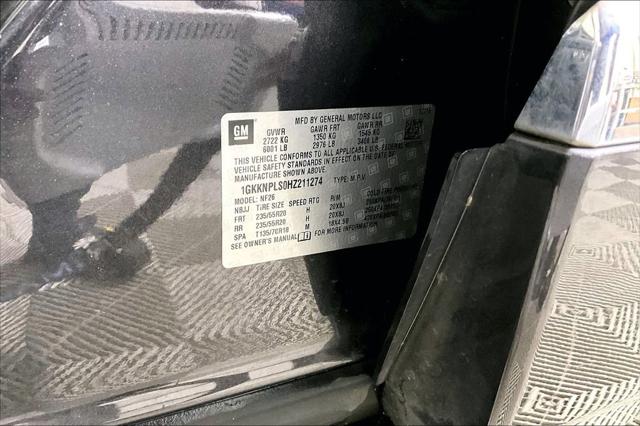 GM
MFD BY GENERAL MOTORS LLC
GVWR GAWR FRT GAWR RR
2722 KG 1350 KG 1545 KG
6001 LB 2976 LB 3406 LB
THIS VEHICLE CONFORMS TO ALL APPLICABLE U.S. FEDERAL
VEHICLE SAFETY STANDARDS IN EFFECT ON THE DATE OF
MANUFACTURE SHOWN ABOVE.
1GKKNPLS0HZ211274 TYPE: M.P.V.
MODEL: NF26
NBJJ TIRE SIZE SPEED RTG RIM COLD TIRE
FRT 235/55R20 H 20X8J
RR 235/55R20 H 20X8J
SPA T135/70R18 M 18X4.5B
SEE OWNER'S MANUAL FOR MORE INFORMATION